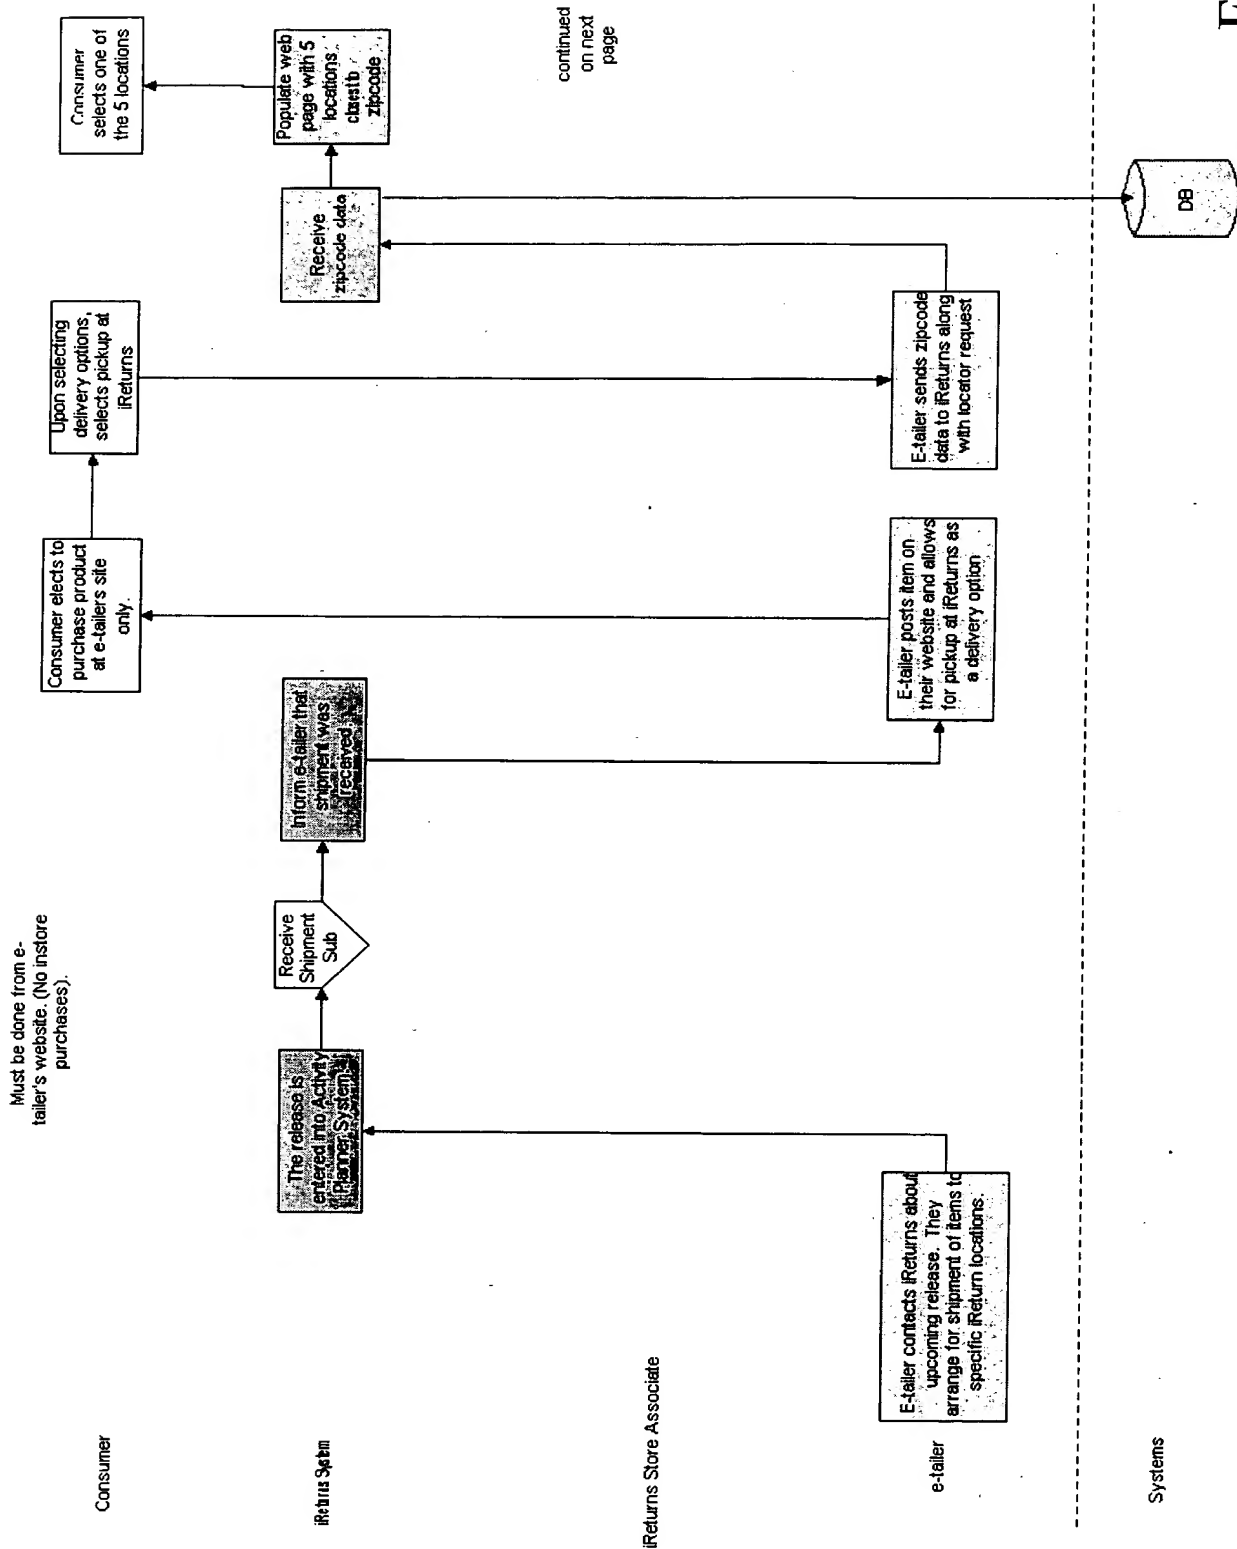 Must be done from e-
tailer's website. (No instore
purchases).
Consumer
Consumer elects to
purchase product
at e-tailers site
only.
Upon selecting
delivery options,
selects pickup at
iReturns
Consumer
selects one of
the 5 locations
iReturns System
The release is
entered into Activity
planner System
Receive
Shipment
Sub
Inform e-tailer that
shipment was
received.
Receive
zipcode data
Populate web
page with 5
locations
closest to
zipcode
iReturns Store Associate
continued
on next
page
e-tailer
E-tailer contacts iReturns about
upcoming release. They
arrange for shipment of items to
specific iReturn locations.
E-tailer posts item on
their website and allows
for pickup at iReturns as
a delivery option
E-tailer sends zipcode
data to iReturns along
with locator request
Systems
DB